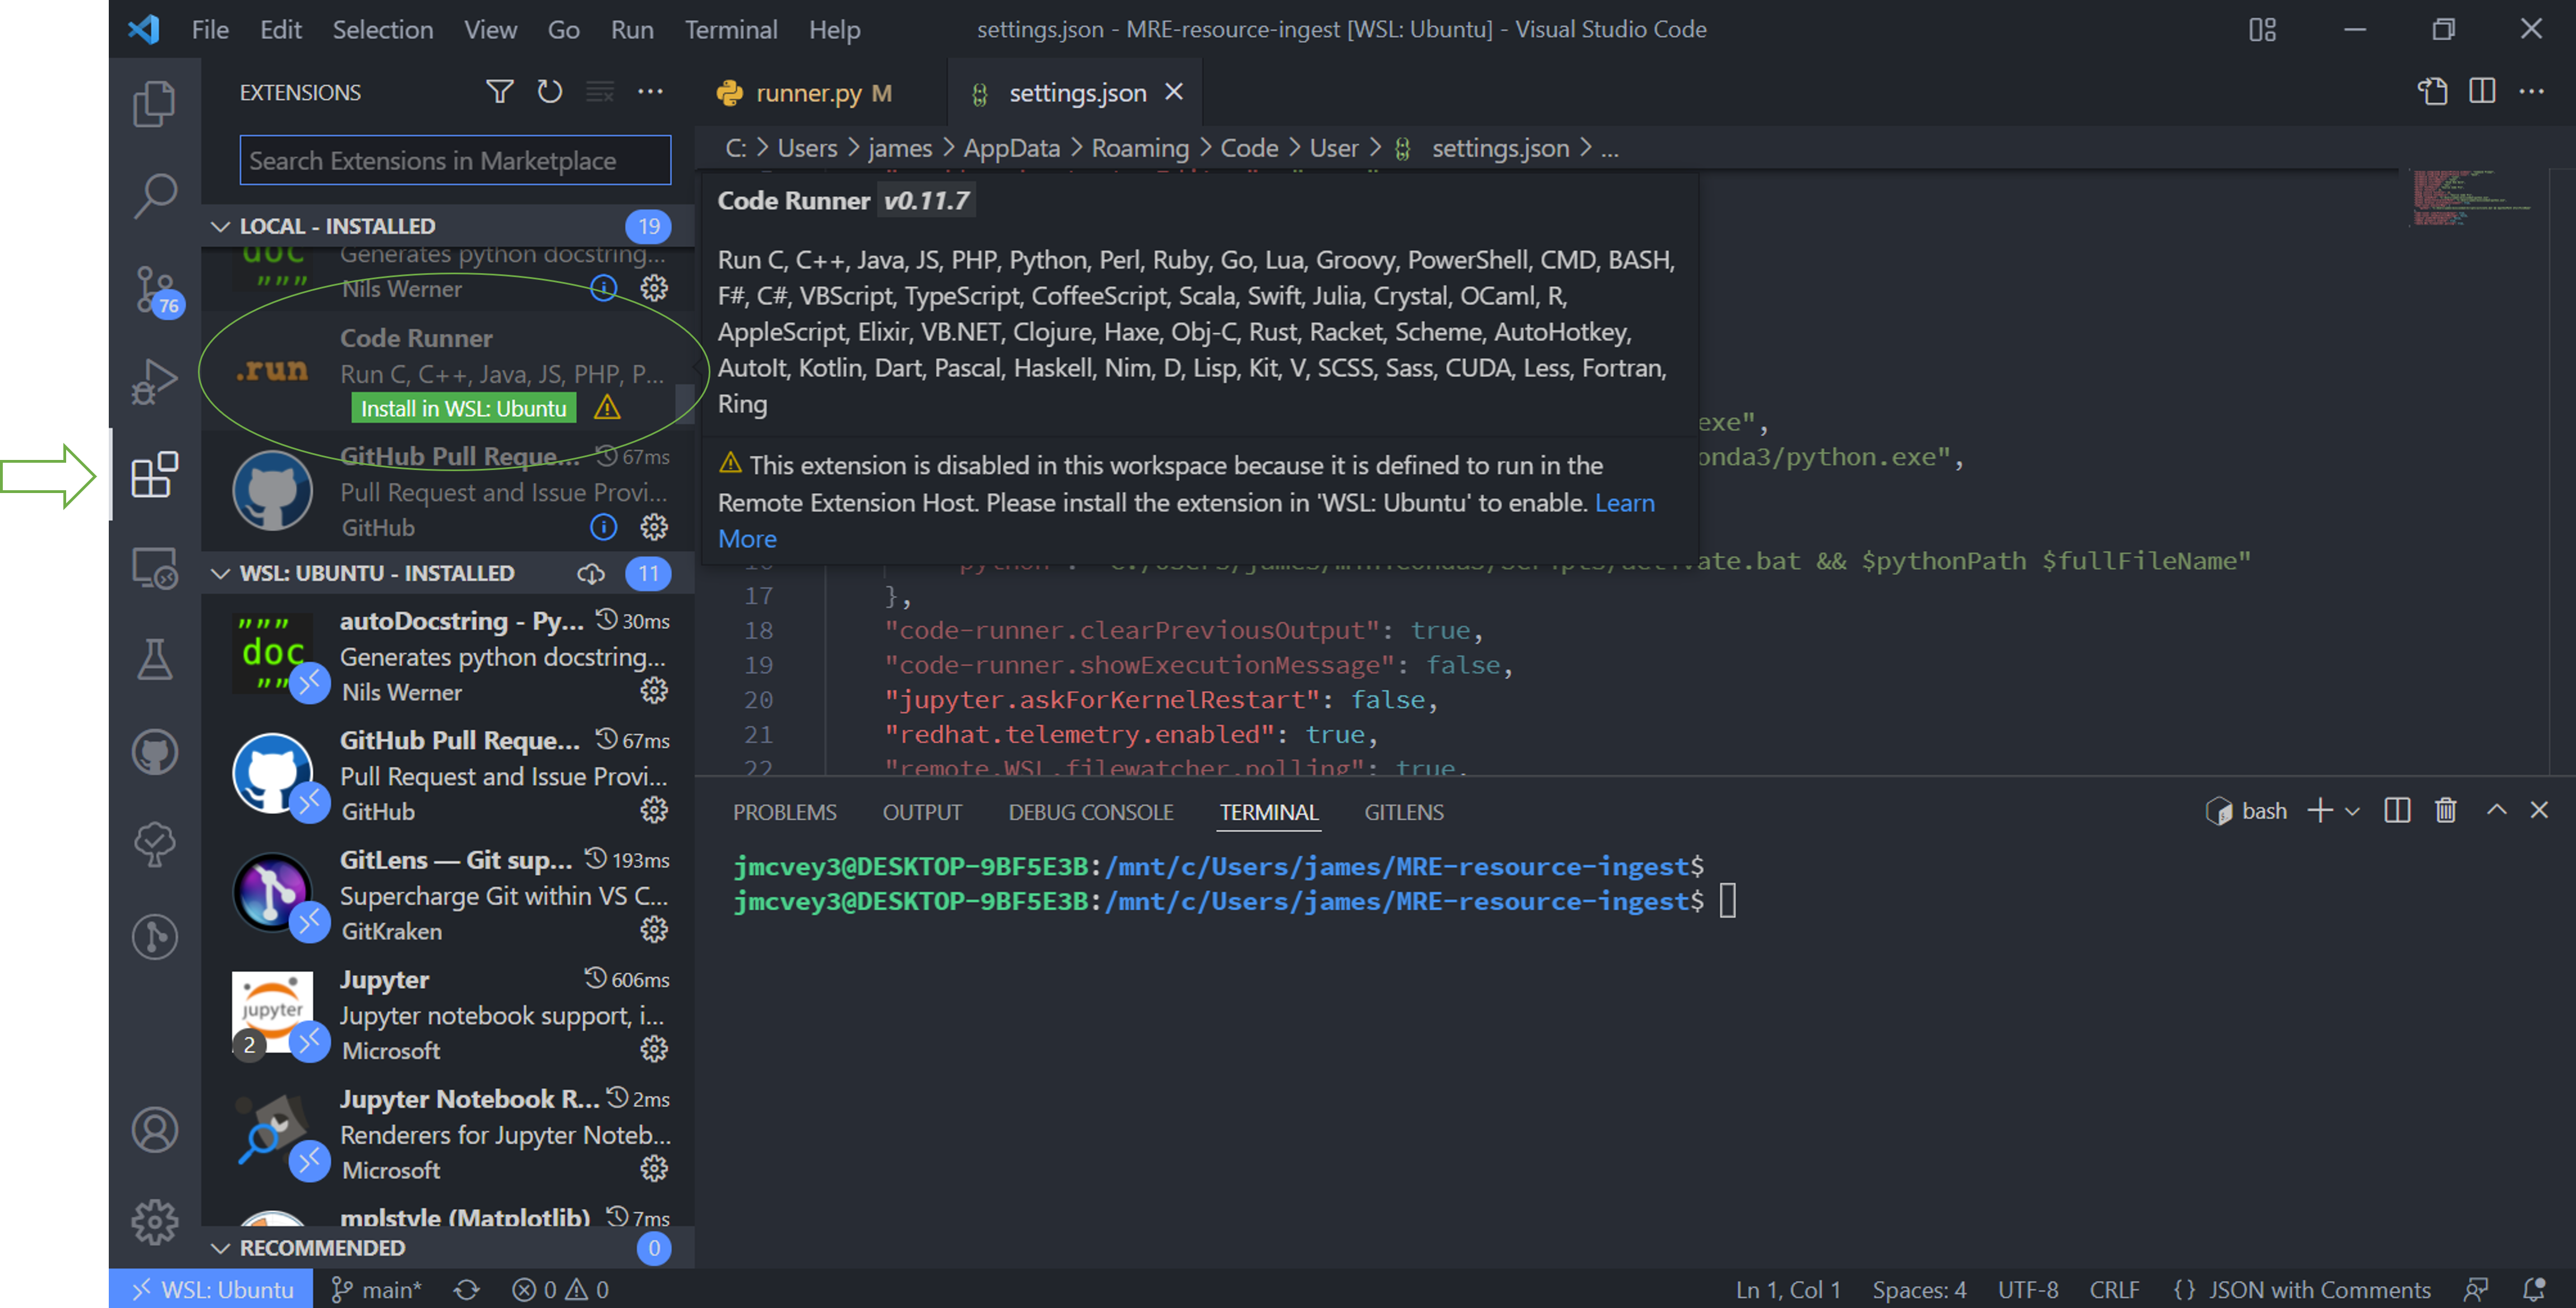 File Edit Selection View Go Run Terminal Help
settings.json - MRE-resource-ingest [WSL: Ubuntu] - Visual Studio Code
EXTENSIONS
Search Extensions in Marketplace
LOCAL - INSTALLED 19
doc Generates python docstring...
""" Nils Werner
76
Code Runner
.run
Run C, C++, Java, JS, PHP, P...
Install in WSL: Ubuntu
GitHub Pull Reque... 67ms
Pull Request and Issue Provi...
GitHub
WSL: UBUNTU - INSTALLED 11
autoDocstring - Py... 30ms
""" doc """
Generates python docstring...
Nils Werner
GitHub Pull Reque... 67ms
Pull Request and Issue Provi...
GitHub
GitLens — Git sup... 193ms
Supercharge Git within VS C...
GitKraken
Jupyter 606ms
jupyter
Jupyter notebook support, i...
2
Microsoft
Jupyter Notebook R... 2ms
Renderers for Jupyter Noteb...
Microsoft
mplstyle (Matplotlib) 7ms
RECOMMENDED 0
runner.py M
settings.json
C: > Users > james > AppData > Roaming > Code > User > settings.json > ...
Code Runner v0.11.7
Run C, C++, Java, JS, PHP, Python, Perl, Ruby, Go, Lua, Groovy, PowerShell, CMD, BASH,
F#, C#, VBScript, TypeScript, CoffeeScript, Scala, Swift, Julia, Crystal, OCaml, R,
AppleScript, Elixir, VB.NET, Clojure, Haxe, Obj-C, Rust, Racket, Scheme, AutoHotkey,
AutoIt, Kotlin, Dart, Pascal, Haskell, Nim, D, Lisp, Kit, V, SCSS, Sass, CUDA, Less, Fortran,
Ring
This extension is disabled in this workspace because it is defined to run in the
Remote Extension Host. Please install the extension in 'WSL: Ubuntu' to enable. Learn
More
exe",
onda3/python.exe",
.bat && $pythonPath $fullFileName"
17 },
18 "code-runner.clearPreviousOutput": true,
19 "code-runner.showExecutionMessage": false,
20 "jupyter.askForKernelRestart": false,
21 "redhat.telemetry.enabled": true,
22 "remote.WSL.filewatcher.polling": true,
PROBLEMS OUTPUT DEBUG CONSOLE TERMINAL GITLENS
bash
jmcvey3@DESKTOP-9BF5E3B:/mnt/c/Users/james/MRE-resource-ingest$
jmcvey3@DESKTOP-9BF5E3B:/mnt/c/Users/james/MRE-resource-ingest$
WSL: Ubuntu main* 0 0
Ln 1, Col 1 Spaces: 4 UTF-8 CRLF {} JSON with Comments